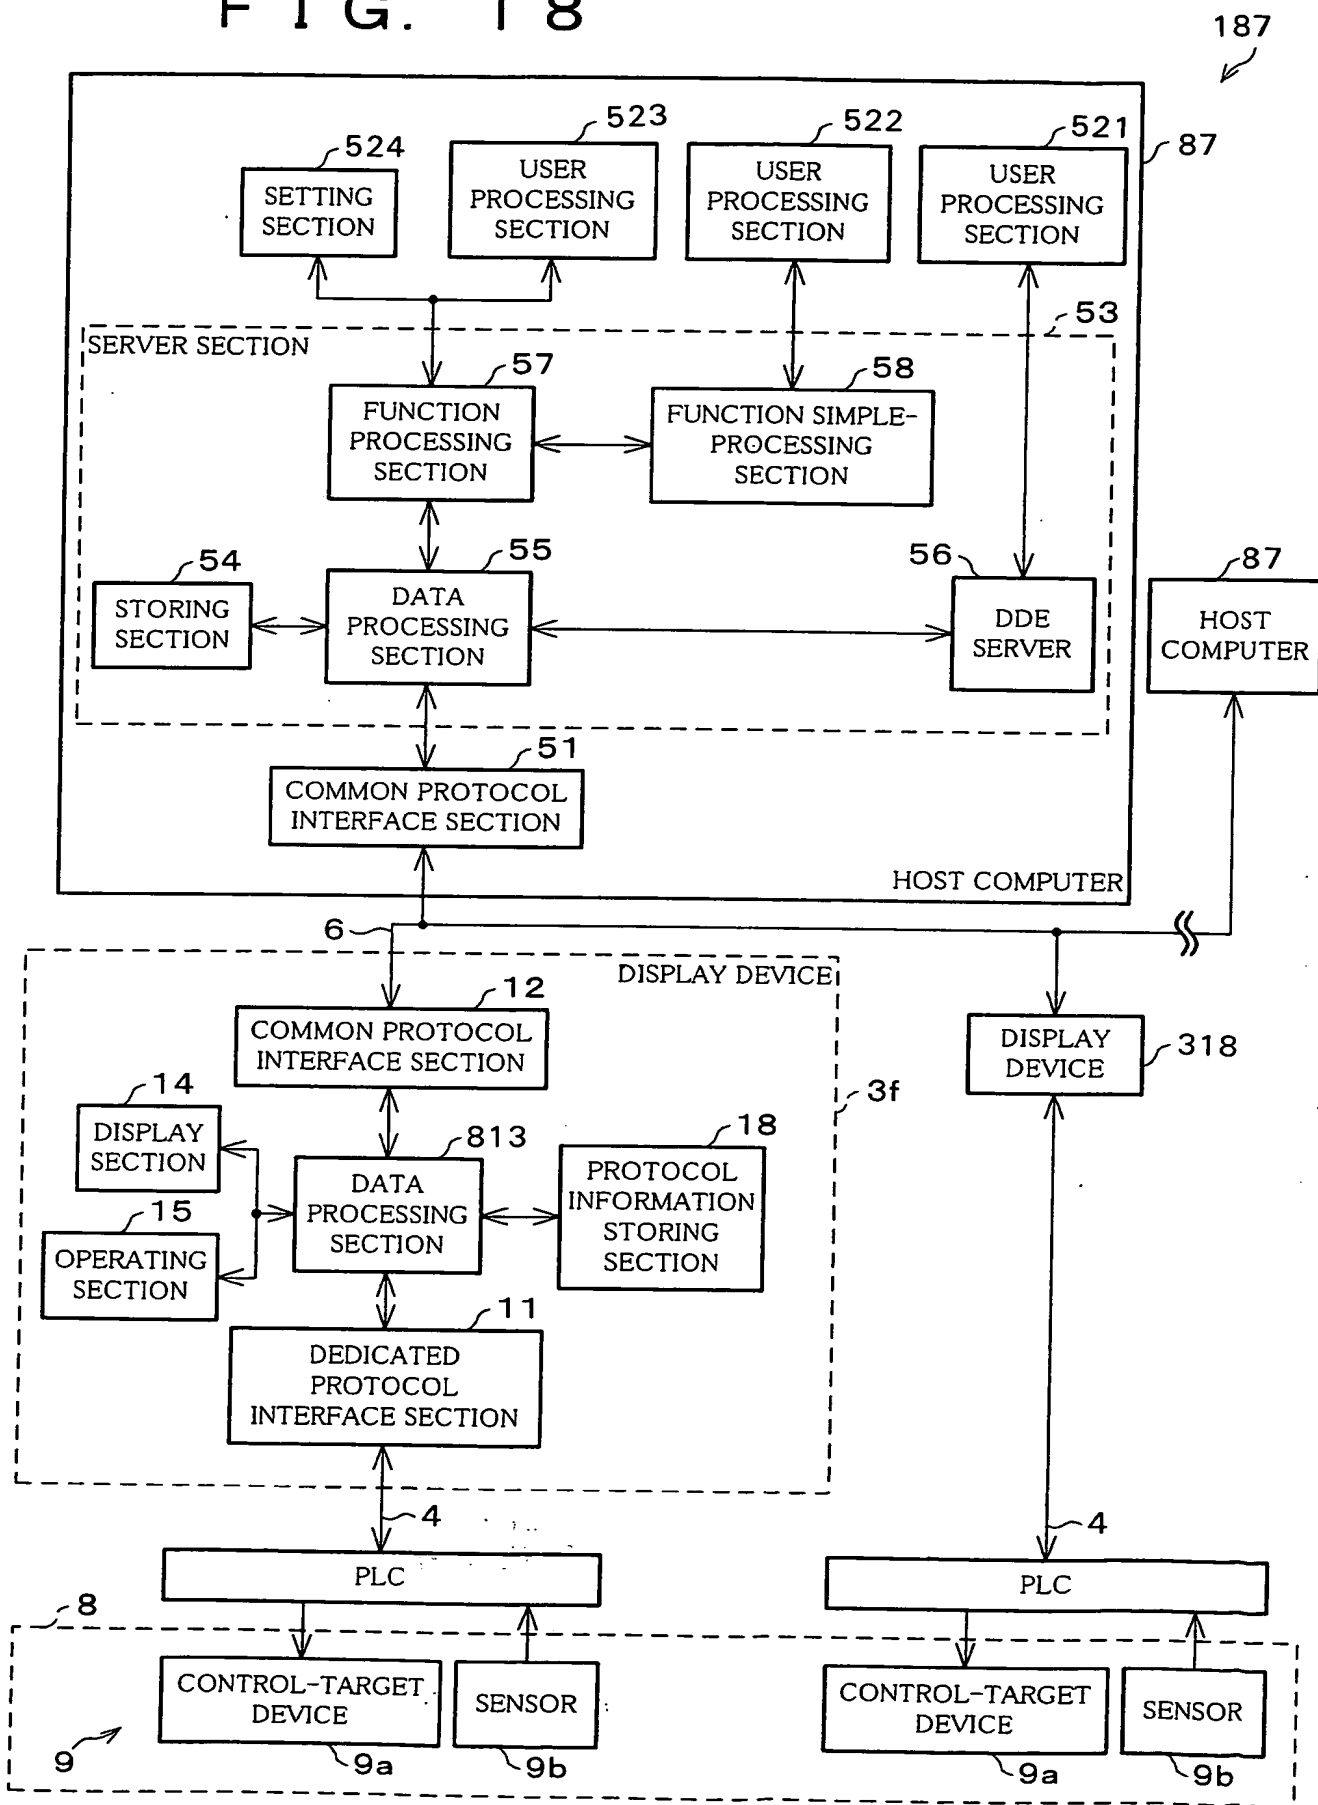 FIG. 18
187
87
524
523
522
521
SETTING
SECTION
USER
PROCESSING
SECTION
USER
PROCESSING
SECTION
USER
PROCESSING
SECTION
53
SERVER SECTION
57
58
FUNCTION
PROCESSING
SECTION
FUNCTION SIMPLE-
PROCESSING
SECTION
54
55
56
87
STORING
SECTION
DATA
PROCESSING
SECTION
DDE
SERVER
HOST
COMPUTER
51
COMMON PROTOCOL
INTERFACE SECTION
HOST COMPUTER
6
DISPLAY DEVICE
12
COMMON PROTOCOL
INTERFACE SECTION
DISPLAY
DEVICE
318
3f
14
DISPLAY
SECTION
813
18
DATA
PROCESSING
SECTION
PROTOCOL
INFORMATION
STORING
SECTION
15
OPERATING
SECTION
11
DEDICATED
PROTOCOL
INTERFACE SECTION
4
4
PLC
PLC
8
CONTROL-TARGET
DEVICE
SENSOR
CONTROL-TARGET
DEVICE
SENSOR
9
9a
9b
9a
9b